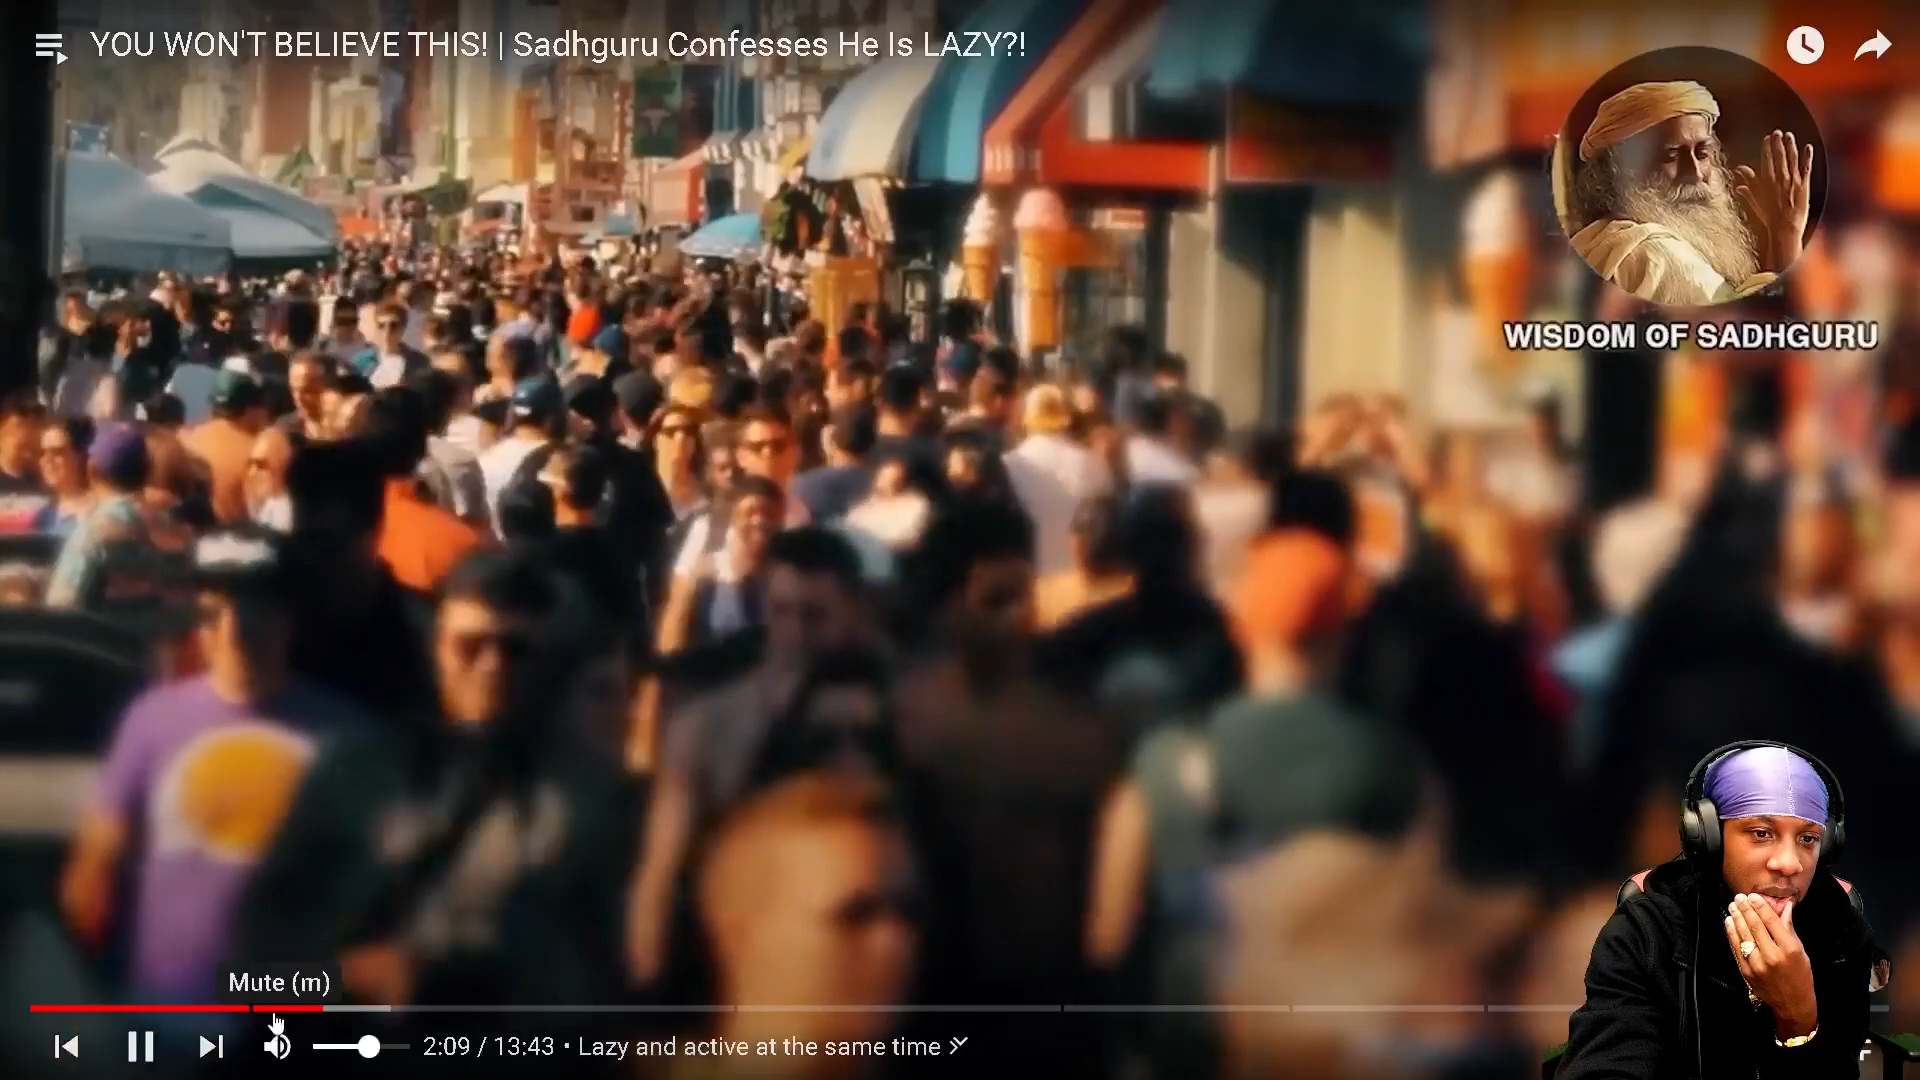 YOU WON'T BELIEVE THIS! | Sadhguru Confesses He Is LAZY?!
WISDOM OF SADHGURU
Mute (m)
2:09 / 13:43 • Lazy and active at the same time